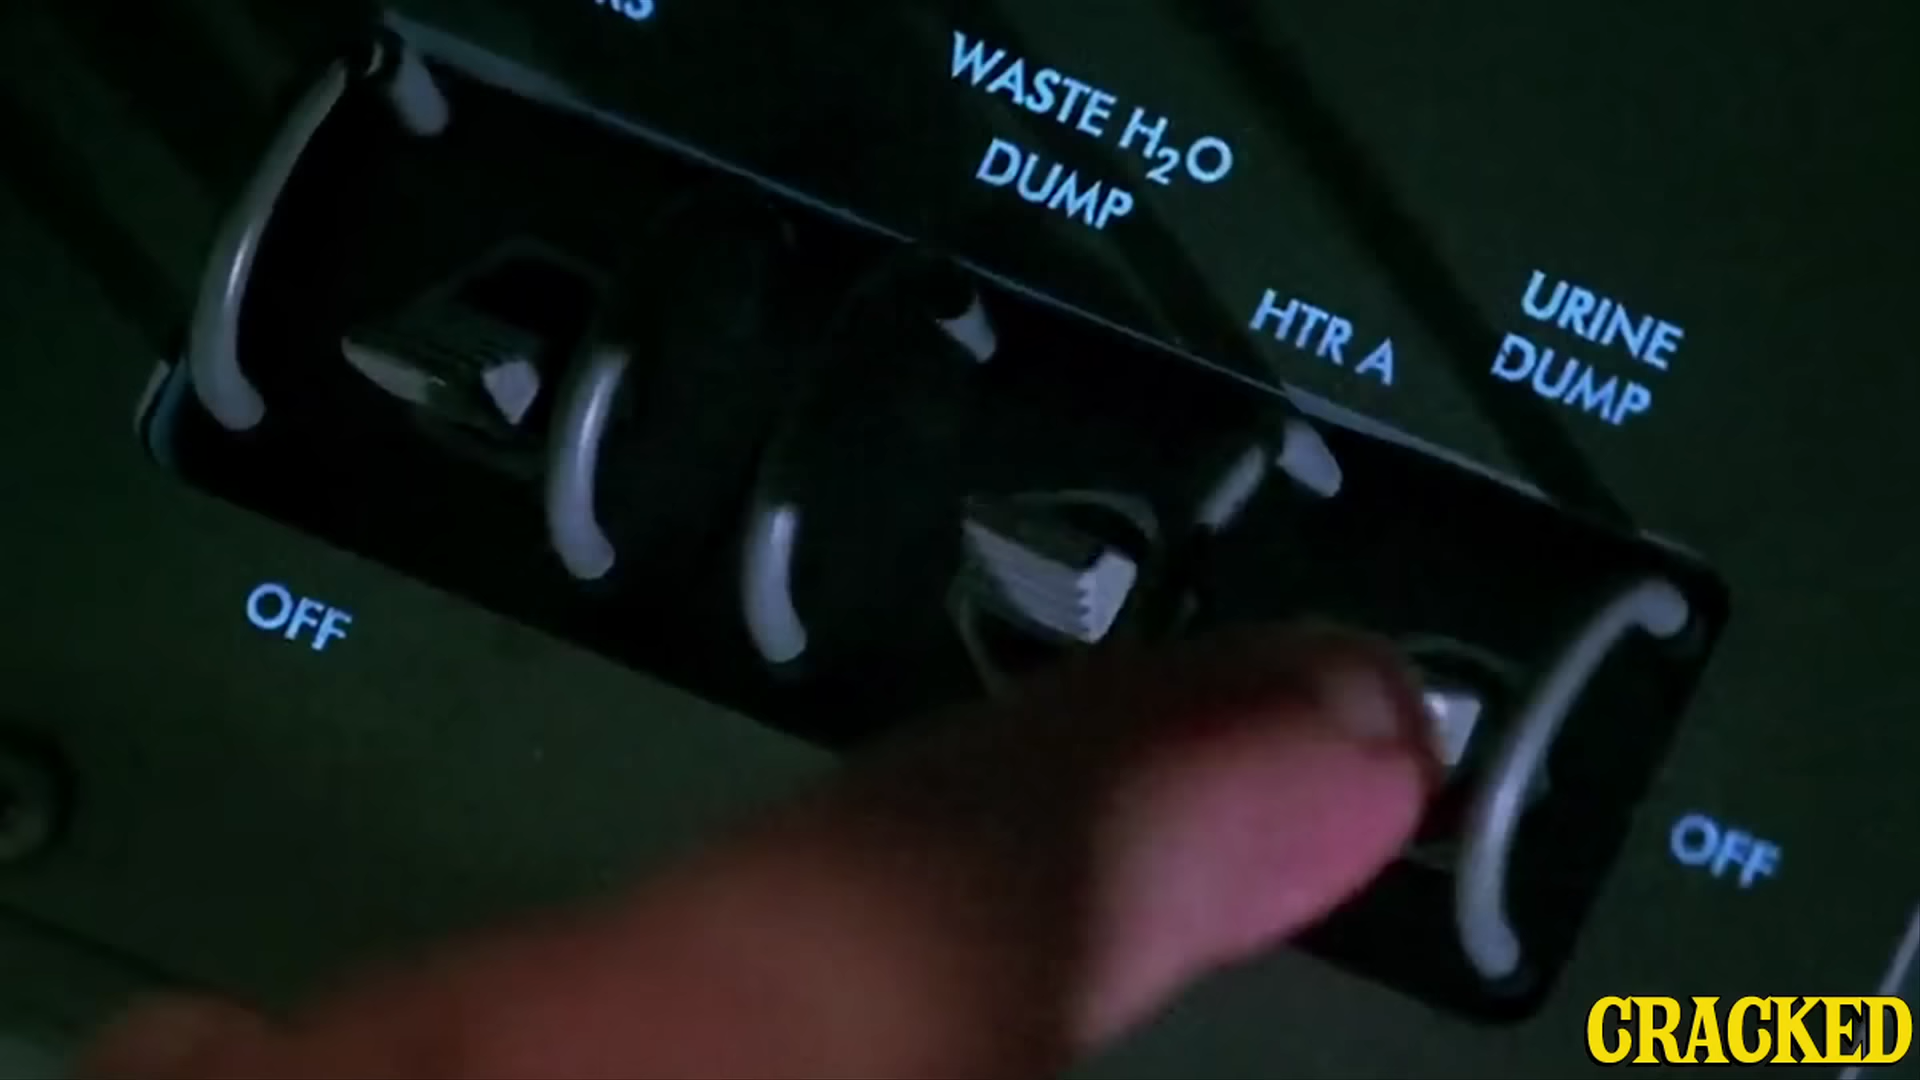 WASTE H₂O
DUMP
HTR A
URINE
DUMP
OFF
OFF
CRACKED